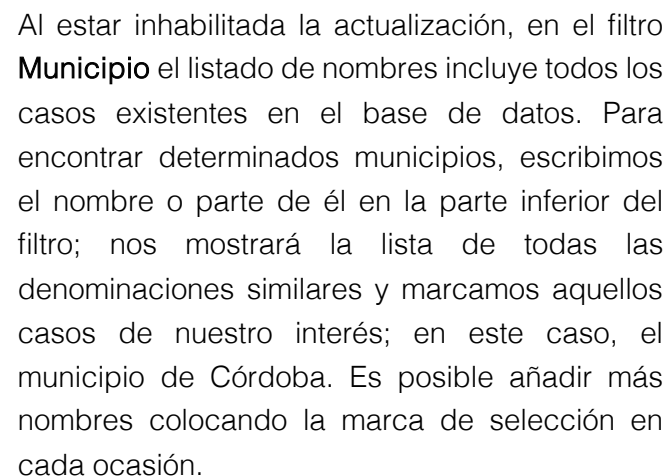 Al estar inhabilitada la actualización, en el filtro
Municipio el listado de nombres incluye todos los
casos existentes en el base de datos. Para
encontrar determinados municipios, escribimos
el nombre o parte de él en la parte inferior del
filtro; nos mostrará la lista de todas las
denominaciones similares y marcamos aquellos
casos de nuestro interés; en este caso, el
municipio de Córdoba. Es posible añadir más
nombres colocando la marca de selección en
cada ocasión.